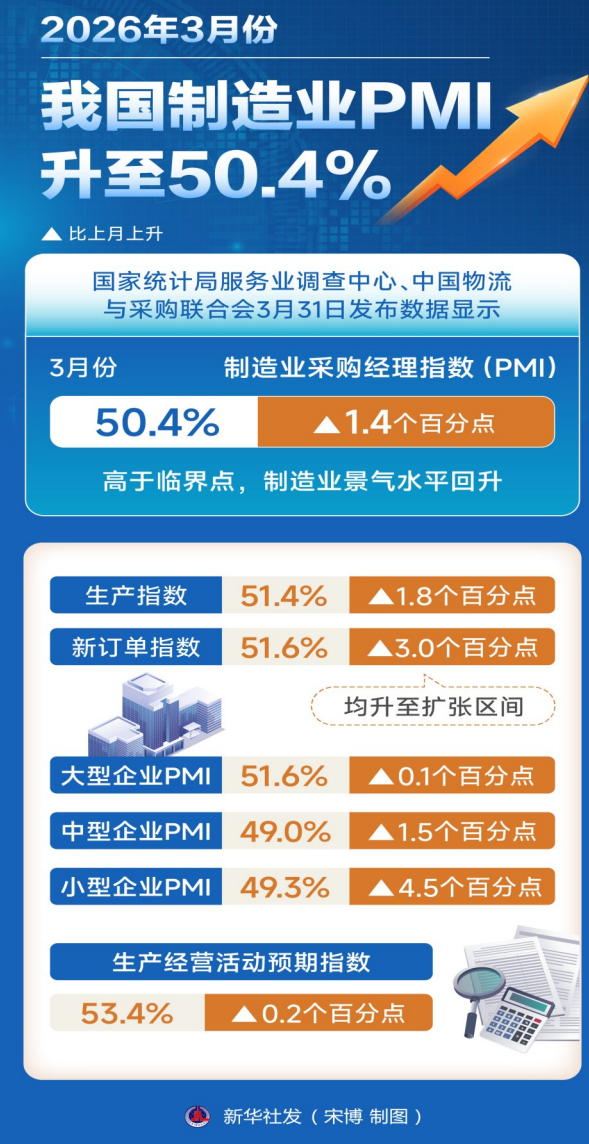 2026年3月份
我国制造业PMI
升至50.4%
▲ 比上月上升
国家统计局服务业调查中心、中国物流
与采购联合会3月31日发布数据显示
3月份 制造业采购经理指数（PMI）
50.4% ▲1.4个百分点
高于临界点，制造业景气水平回升
生产指数 51.4% ▲1.8个百分点
新订单指数 51.6% ▲3.0个百分点
均升至扩张区间
大型企业PMI 51.6% ▲0.1个百分点
中型企业PMI 49.0% ▲1.5个百分点
小型企业PMI 49.3% ▲4.5个百分点
生产经营活动预期指数
53.4% ▲0.2个百分点
新华社发（宋博 制图）